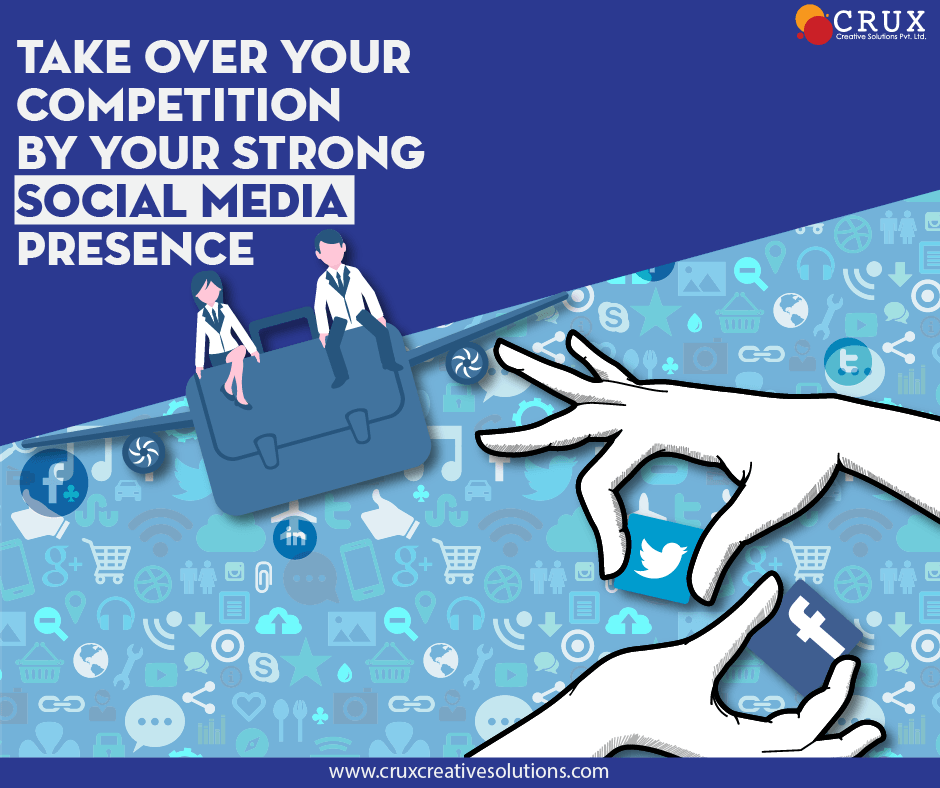 CRUX
Creative Solutions Pvt. Ltd.
TAKE OVER YOUR
COMPETITION
BY YOUR STRONG
SOCIAL MEDIA
PRESENCE
www.cruxcreativesolutions.com